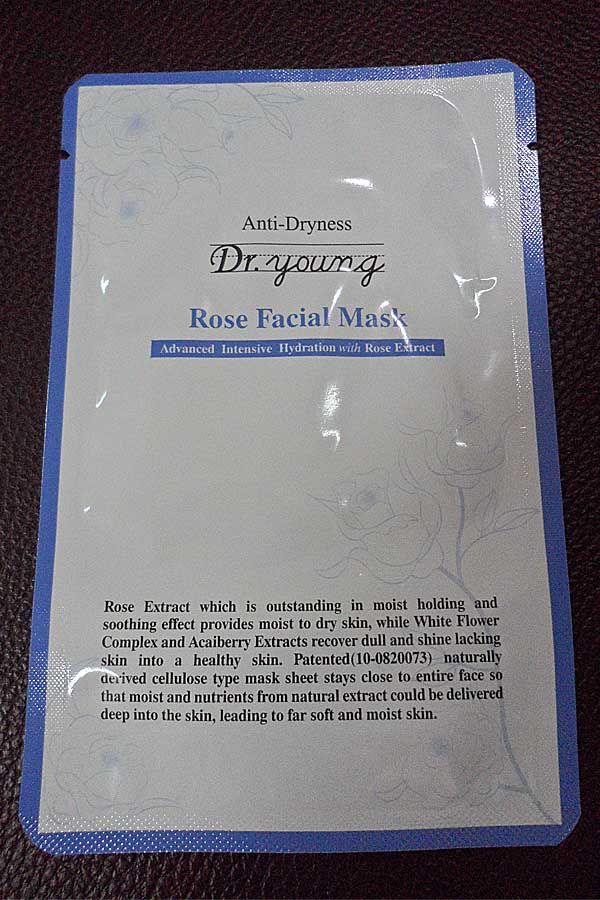 Anti-Dryness
Dr. young
Rose Facial Mask
Advanced Intensive Hydration with Rose Extract
Rose Extract which is outstanding in moist holding and
soothing effect provides moist to dry skin, while White Flower
Complex and Acaiberry Extracts recover dull and shine lacking
skin into a healthy skin. Patented(10-0820073) naturally
derived cellulose type mask sheet stays close to entire face so
that moist and nutrients from natural extract could be delivered
deep into the skin, leading to far soft and moist skin.